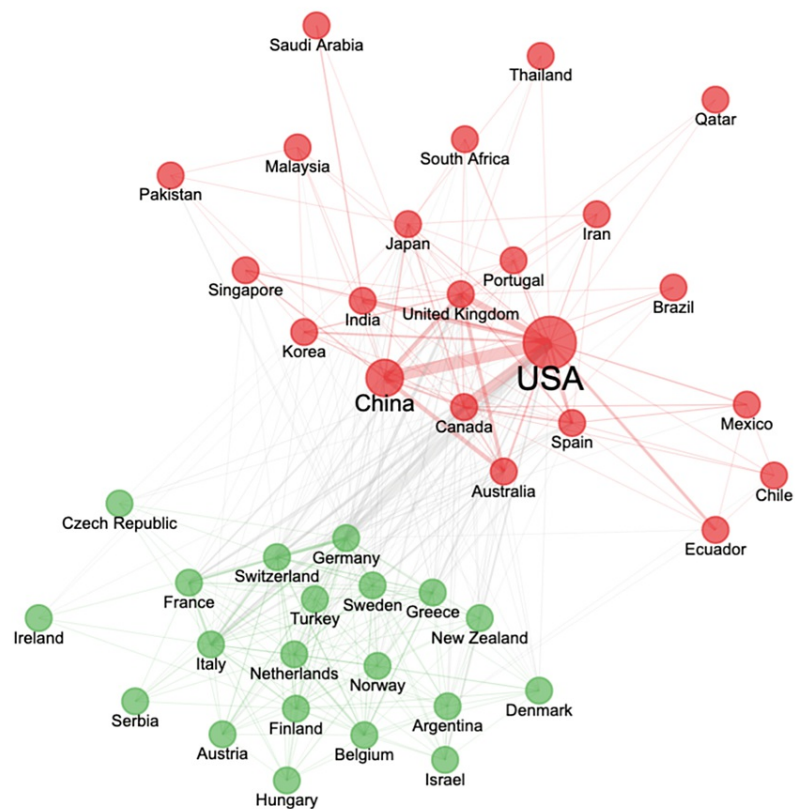 Saudi Arabia
Thailand
Qatar
South Africa
Malaysia
Pakistan
Iran
Japan
Portugal
Singapore
Brazil
United Kingdom
India
Korea
USA
China
Mexico
Canada
Spain
Australia
Chile
Czech Republic
Ecuador
Germany
Switzerland
France
Sweden
Greece
Turkey
Ireland
New Zealand
Italy
Netherlands
Norway
Denmark
Serbia
Argentina
Finland
Austria
Belgium
Israel
Hungary